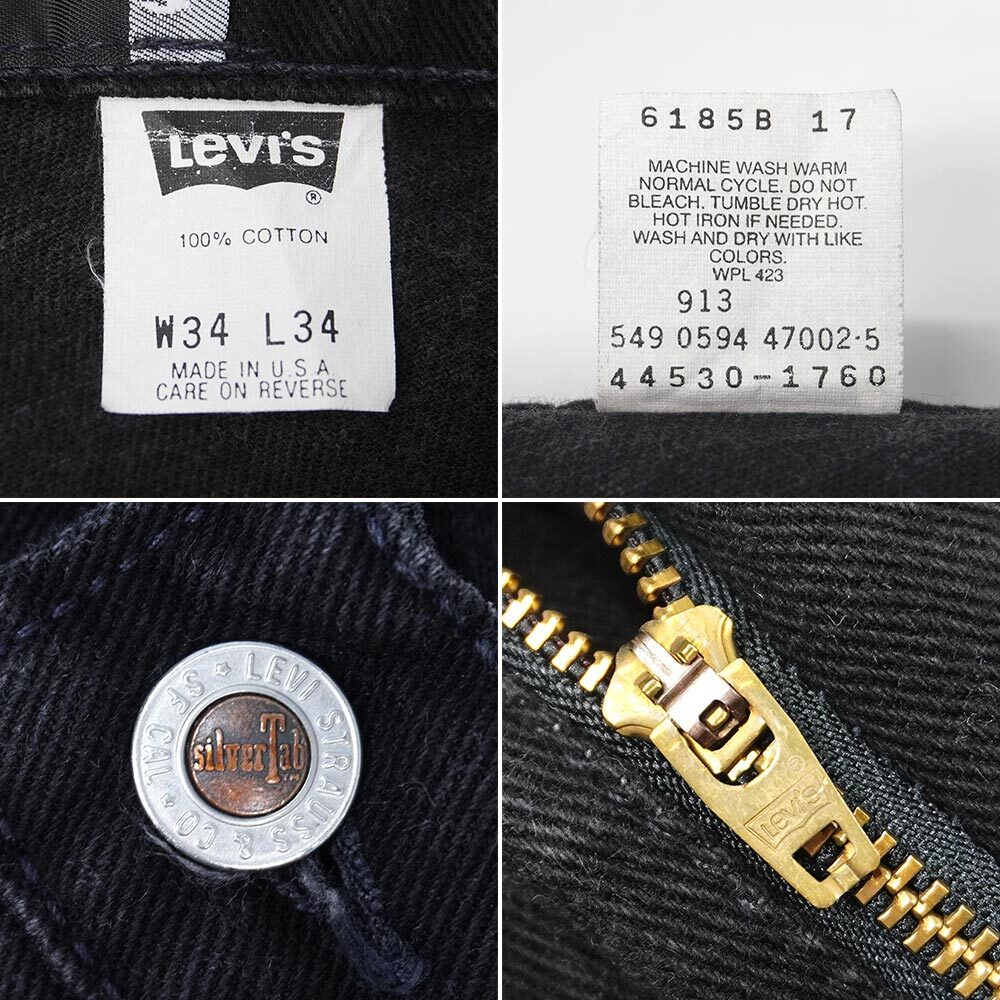 Levi's
®
100% COTTON
W34 L34
MADE IN U.S.A
CARE ON REVERSE
6185B 17
MACHINE WASH WARM
NORMAL CYCLE. DO NOT
BLEACH. TUMBLE DRY HOT.
HOT IRON IF NEEDED.
WASH AND DRY WITH LIKE
COLORS.
WPL 423
913
549 0594 47002·5
44530-1760
LEVI STRAUSS & CO SF CAL
silverTab
TM
LEVI'S
®